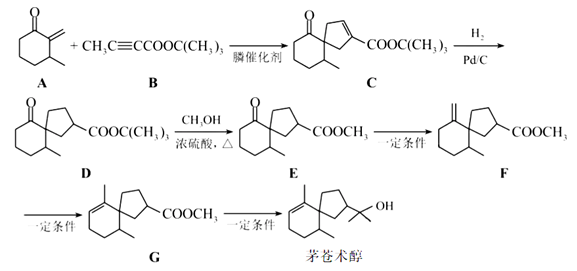 O
A
+ CH₃C≡CCOOC(CH₃)₃
B
膦催化剂
O
COOC(CH₃)₃
C
H₂
Pd/C
O
COOC(CH₃)₃
D
CH₃OH
浓硫酸,△
O
COOCH₃
E
一定条件
COOCH₃
F
一定条件
COOCH₃
G
一定条件
OH
茅苍术醇